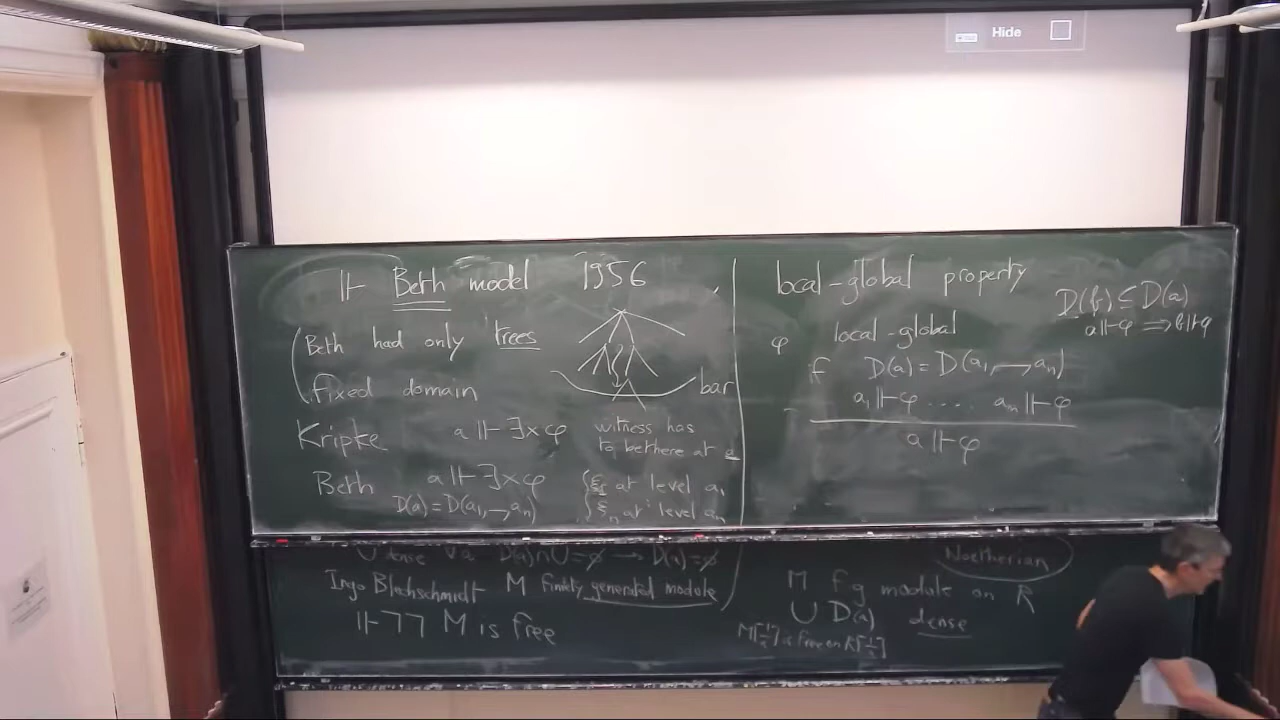 Hide
⊩ Beth model 1956
(Beth had only trees
fixed domain
bar
Kripke a ⊩ ∃xφ witness has
to be there at a
Beth a ⊩ ∃xφ { ξ₁ at level a₁
D(a) = D(a₁,→aₙ) { ξₙ at level aₙ
local-global property
D(b) ⊆ D(a)
a⊩φ ⇒ b⊩φ
φ local-global
if D(a) = D(a₁,→aₙ)
a₁⊩φ .... aₙ⊩φ
a⊩φ
U dense ∀a D(a)∩U=∅ → D(a)=∅
Ingo Blechschmidt M finitely generated module
⊩ ¬¬ M is free
Noetherian
M fg module on R
∪ D(a) dense
M[1/a] is free on R[1/a]